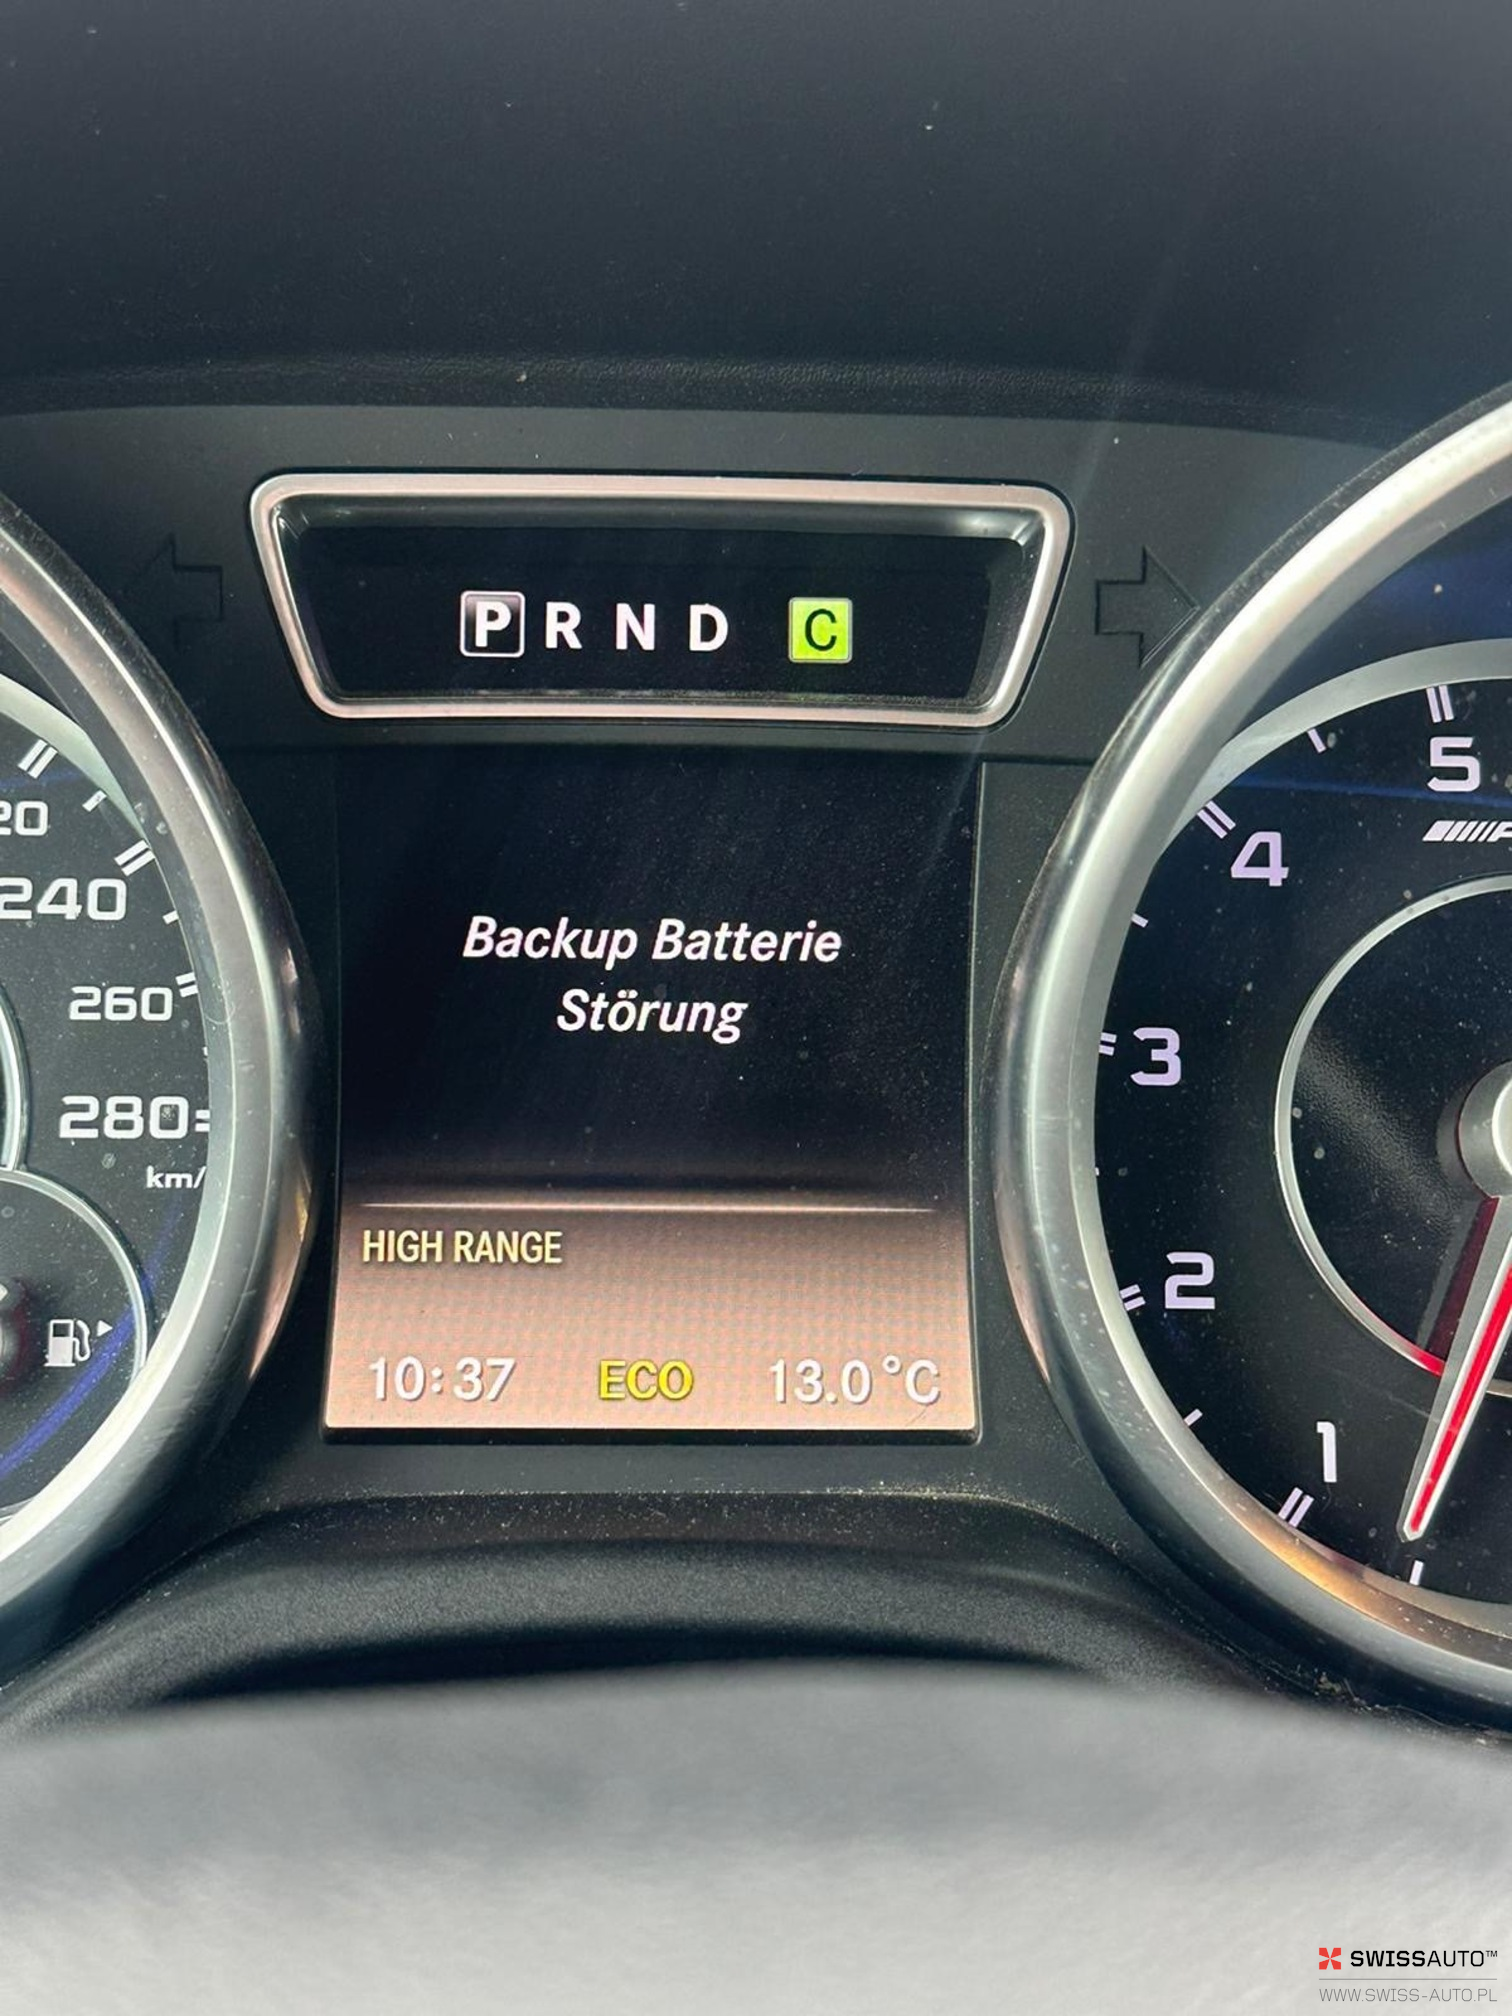 P R N D C
20
240
260
280
km/
Backup Batterie
Störung
HIGH RANGE
10:37 ECO 13.0°C
5
4
3
2
1
SWISSAUTO™
WWW.SWISS-AUTO.PL